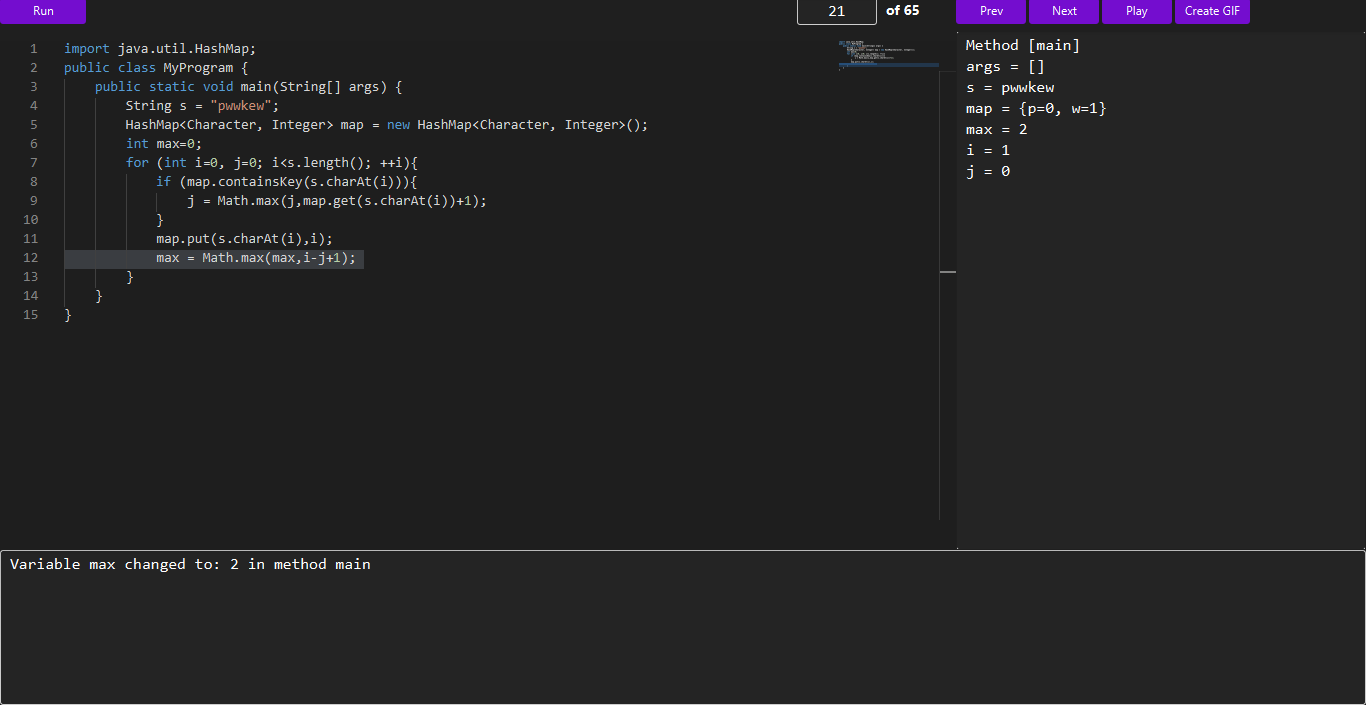 Run 21 of 65 Prev Next Play Create GIF
1 import java.util.HashMap;
2 public class MyProgram {
3 public static void main(String[] args) {
4 String s = "pwwkew";
5 HashMap<Character, Integer> map = new HashMap<Character, Integer>();
6 int max=0;
7 for (int i=0, j=0; i<s.length(); ++i){
8 if (map.containsKey(s.charAt(i))){
9 j = Math.max(j,map.get(s.charAt(i))+1);
10 }
11 map.put(s.charAt(i),i);
12 max = Math.max(max,i-j+1);
13 }
14 }
15 }
Method [main]
args = []
s = pwwkew
map = {p=0, w=1}
max = 2
i = 1
j = 0
Variable max changed to: 2 in method main